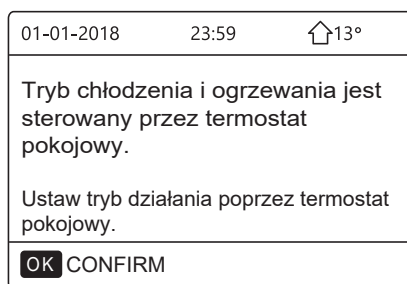 01-01-2018 23:59 13°
Tryb chłodzenia i ogrzewania jest
sterowany przez termostat
pokojowy.
Ustaw tryb działania poprzez termostat
pokojowy.
OK CONFIRM